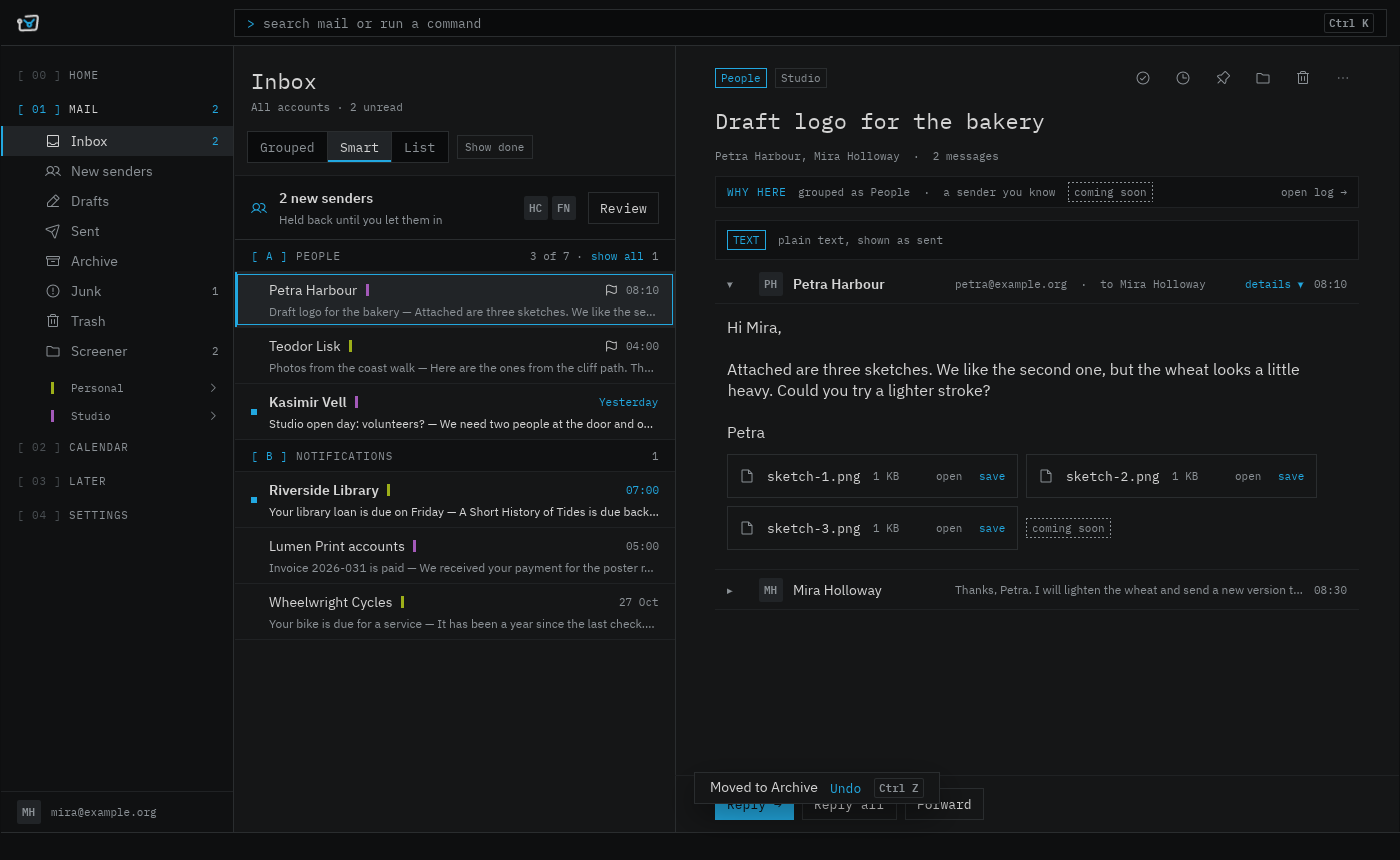 > search mail or run a command Ctrl K
[ 00 ] HOME
[ 01 ] MAIL 2
Inbox 2
New senders
Drafts
Sent
Archive
Junk 1
Trash
Screener 2
Personal
Studio
[ 02 ] CALENDAR
[ 03 ] LATER
[ 04 ] SETTINGS
MH mira@example.org
Inbox
All accounts · 2 unread
Grouped Smart List Show done
2 new senders
Held back until you let them in
HC FN Review
[ A ] PEOPLE 3 of 7 · show all 1
Petra Harbour 08:10
Draft logo for the bakery — Attached are three sketches. We like the se…
Teodor Lisk 04:00
Photos from the coast walk — Here are the ones from the cliff path. Th…
Kasimir Vell Yesterday
Studio open day: volunteers? — We need two people at the door and o…
[ B ] NOTIFICATIONS 1
Riverside Library 07:00
Your library loan is due on Friday — A Short History of Tides is due back…
Lumen Print accounts 05:00
Invoice 2026-031 is paid — We received your payment for the poster r…
Wheelwright Cycles 27 Oct
Your bike is due for a service — It has been a year since the last check.…
People Studio
Draft logo for the bakery
Petra Harbour, Mira Holloway · 2 messages
WHY HERE grouped as People · a sender you know coming soon open log →
TEXT plain text, shown as sent
▾ PH Petra Harbour petra@example.org · to Mira Holloway details ▾ 08:10
Hi Mira,
Attached are three sketches. We like the second one, but the wheat looks a little
heavy. Could you try a lighter stroke?
Petra
sketch-1.png 1 KB open save
sketch-2.png 1 KB open save
sketch-3.png 1 KB open save
coming soon
▸ MH Mira Holloway Thanks, Petra. I will lighten the wheat and send a new version t… 08:30
Moved to Archive Undo Ctrl Z
Reply → Reply all Forward